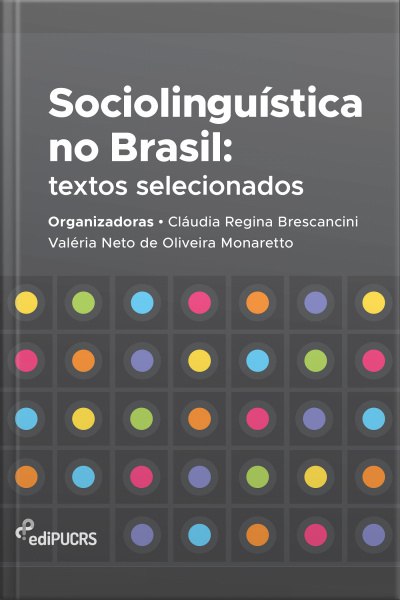 Sociolinguística
no Brasil:
textos selecionados
Organizadoras • Cláudia Regina Brescancini
Valéria Neto de Oliveira Monaretto
ediPUCRS